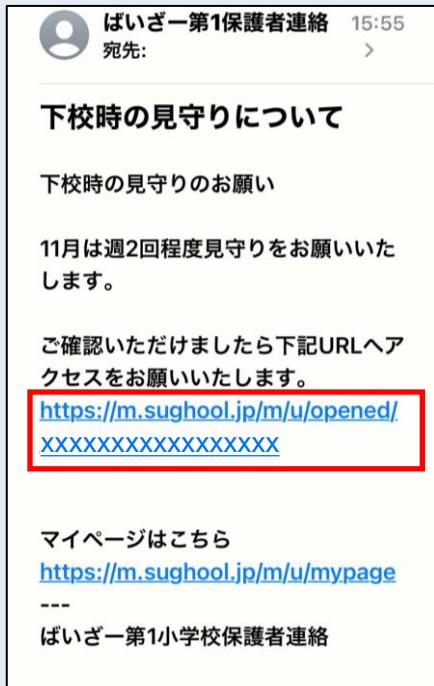 ばいざー第1保護者連絡 15:55
宛先:
下校時の見守りについて
下校時の見守りのお願い
11月は週2回程度見守りをお願いいた
します。
ご確認いただけましたら下記URLへア
クセスをお願いいたします。
https://m.sughool.jp/m/u/opened/
XXXXXXXXXXXXXXXXX
マイページはこちら
https://m.sughool.jp/m/u/mypage
---
ばいざー第1小学校保護者連絡